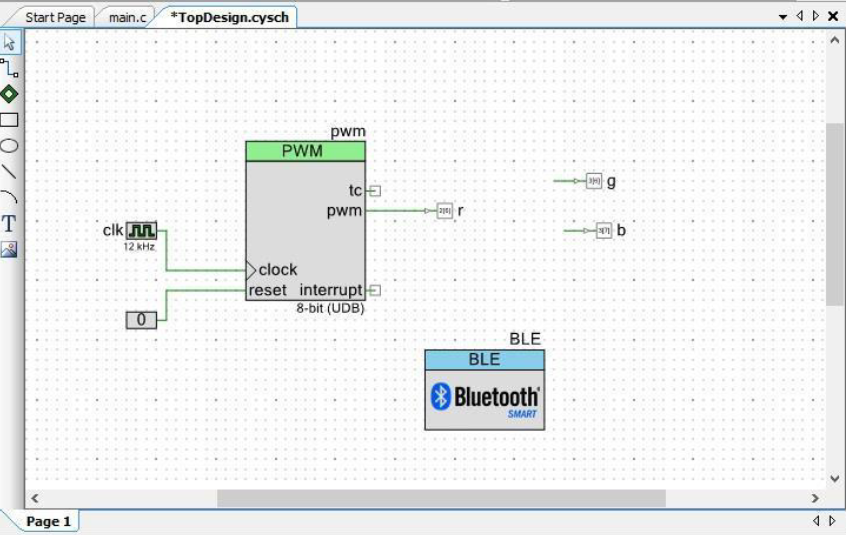 Start Page main.c *TopDesign.cysch
pwm
PWM
tc
pwm
r
g
b
clk
12 kHz
clock
reset interrupt
8-bit (UDB)
0
BLE
BLE
Bluetooth
SMART
T
Page 1